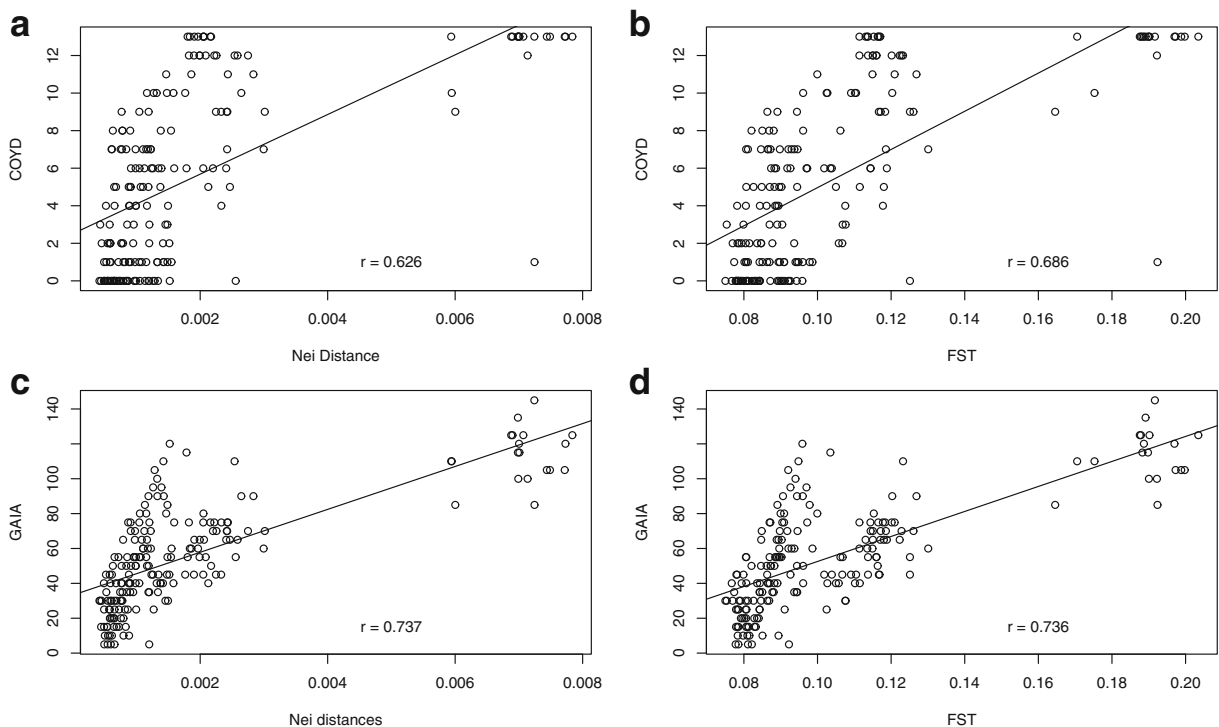 a
COYD
0 2 4 6 8 10 12
r = 0.626
0.002 0.004 0.006 0.008
Nei Distance
b
COYD
0 2 4 6 8 10 12
r = 0.686
0.08 0.10 0.12 0.14 0.16 0.18 0.20
FST
c
GAIA
0 20 40 60 80 100 120 140
r = 0.737
0.002 0.004 0.006 0.008
Nei distances
d
GAIA
0 20 40 60 80 100 120 140
r = 0.736
0.08 0.10 0.12 0.14 0.16 0.18 0.20
FST